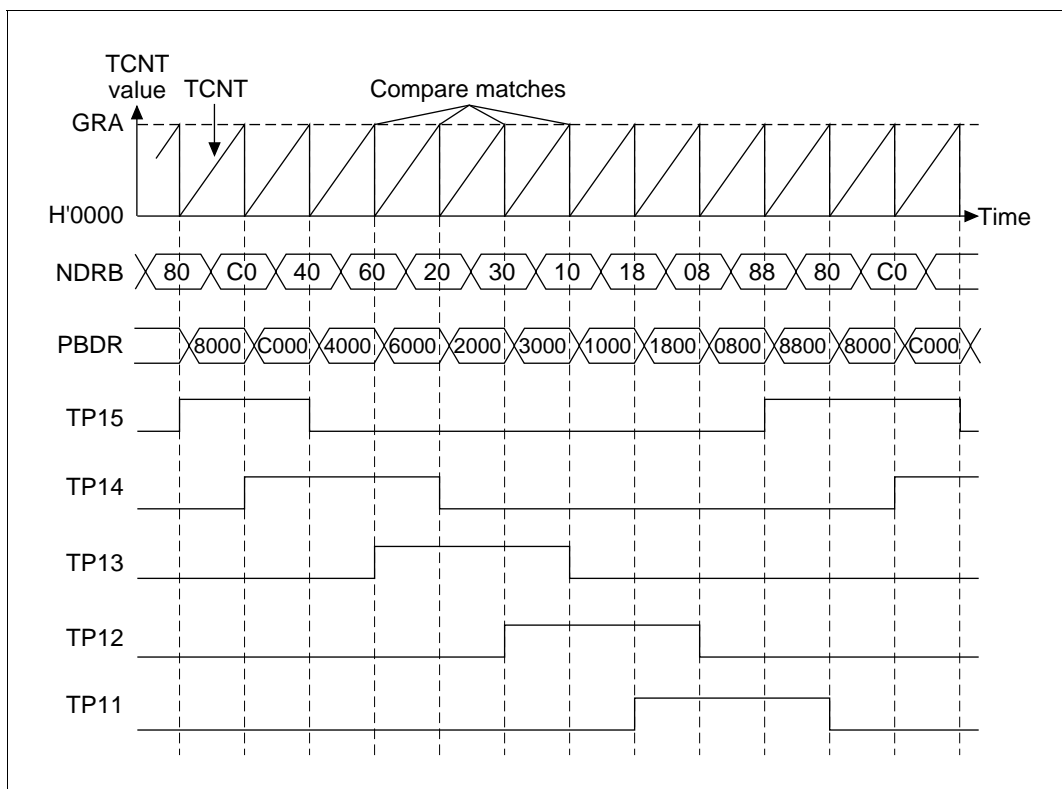 TCNT
value
TCNT
Compare matches
GRA
H'0000
Time
NDRB 80 C0 40 60 20 30 10 18 08 88 80 C0
PBDR 8000 C000 4000 6000 2000 3000 1000 1800 0800 8800 8000 C000
TP15
TP14
TP13
TP12
TP11